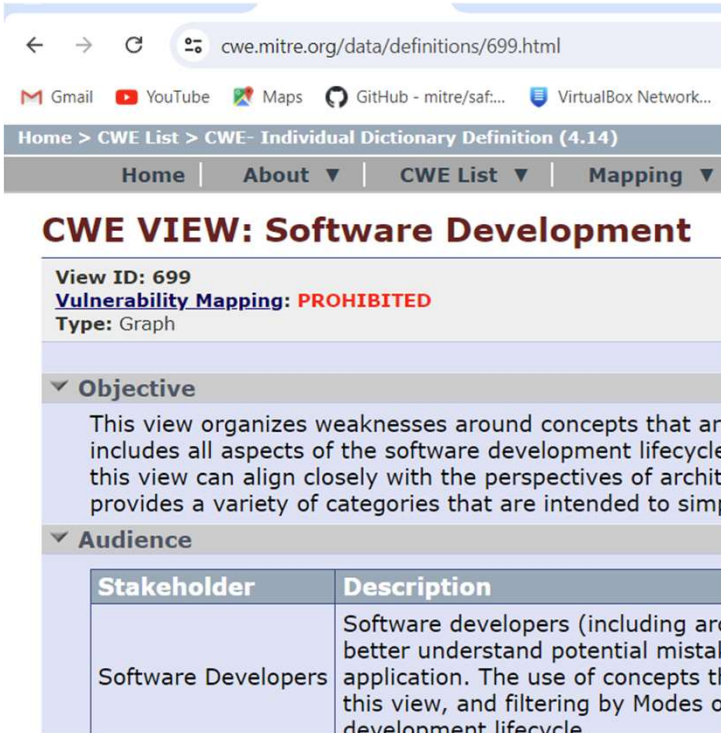 cwe.mitre.org/data/definitions/699.html
Gmail YouTube Maps GitHub - mitre/saf:... VirtualBox Network...
Home > CWE List > CWE- Individual Dictionary Definition (4.14)
Home About ▼ CWE List ▼ Mapping ▼
CWE VIEW: Software Development
View ID: 699
Vulnerability Mapping: PROHIBITED
Type: Graph
Objective
This view organizes weaknesses around concepts that ar
includes all aspects of the software development lifecycle
this view can align closely with the perspectives of archit
provides a variety of categories that are intended to simp
Audience
Stakeholder Description
Software developers (including arc
better understand potential mistak
Software Developers application. The use of concepts th
this view, and filtering by Modes o
development lifecycle.